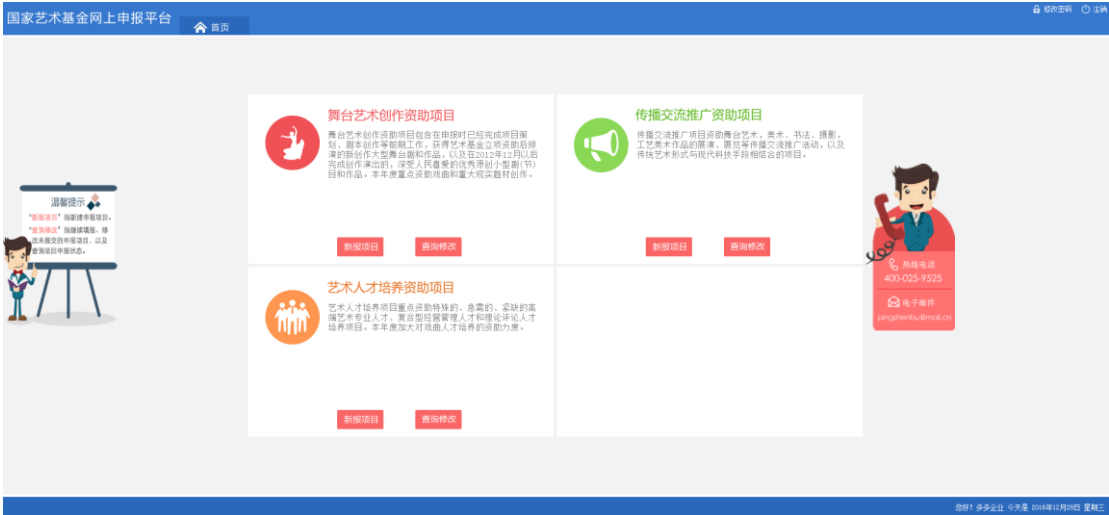 国家艺术基金网上申报平台
首页
修改密码 注销
舞台艺术创作资助项目
舞台艺术创作资助项目包含在申报时已经完成项目策
划、剧本创作等前期工作，获得艺术基金立项资助后排
演的新创作大型舞台剧和作品，以及在2012年12月以后
完成创作演出的，深受人民喜爱的优秀原创小型剧(节)
目和作品。本年度重点资助戏曲和重大现实题材创作。
新报项目 查询修改
传播交流推广资助项目
传播交流推广项目资助舞台艺术，美术、书法、摄影，
工艺美术作品的展演、展览等传播交流推广活动，以及
传统艺术形式与现代科技手段相结合的项目。
新报项目 查询修改
温馨提示
“新报项目”指新建申报项目。
“查询修改”指继续填报、修
改未提交的申报项目，以及
查询项目申报状态。
艺术人才培养资助项目
艺术人才培养项目重点资助特殊的、急需的、紧缺的高
端艺术专业人才、复合型经营管理人才和理论评论人才
培养项目。本年度加大对戏曲人才培养的资助力度。
新报项目 查询修改
热线电话
400-025-9525
电子邮件
pingshenbu@mail.cn
您好！多多企业 今天是 2016年12月28日 星期三